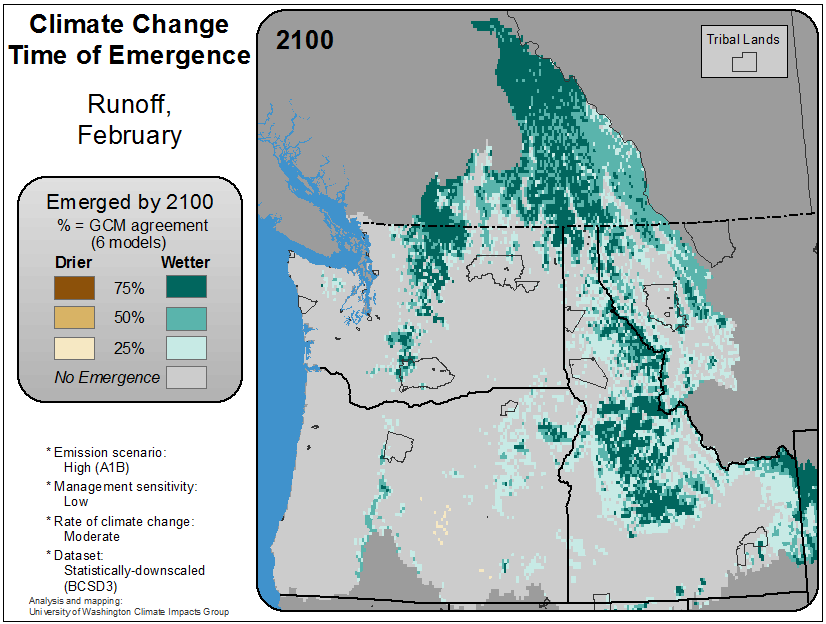 Climate Change
Time of Emergence
Runoff,
February
Emerged by 2100
% = GCM agreement
(6 models)
Drier Wetter
75%
50%
25%
No Emergence
* Emission scenario:
High (A1B)
* Management sensitivity:
Low
* Rate of climate change:
Moderate
* Dataset:
Statistically-downscaled
(BCSD3)
Analysis and mapping:
University of Washington Climate Impacts Group
2100
Tribal Lands